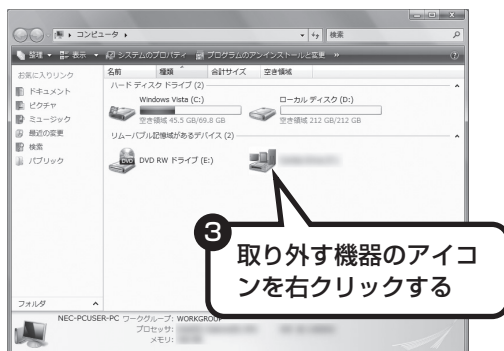 コンピュータ
検索
整理
表示
システムのプロパティ
プログラムのアンインストールと変更
»
お気に入りリンク
ドキュメント
ピクチャ
ミュージック
最近の変更
検索
パブリック
フォルダ
名前 種類 合計サイズ 空き領域
ハード ディスク ドライブ (2)
Windows Vista (C:)
空き領域 45.5 GB/69.8 GB
ローカル ディスク (D:)
空き領域 212 GB/212 GB
リムーバブル記憶域があるデバイス (2)
DVD RW ドライブ (E:)
3
取り外す機器のアイコ
ンを右クリックする
NEC-PCUSER-PC ワークグループ: WORKGROUP
プロセッサ:
メモリ: